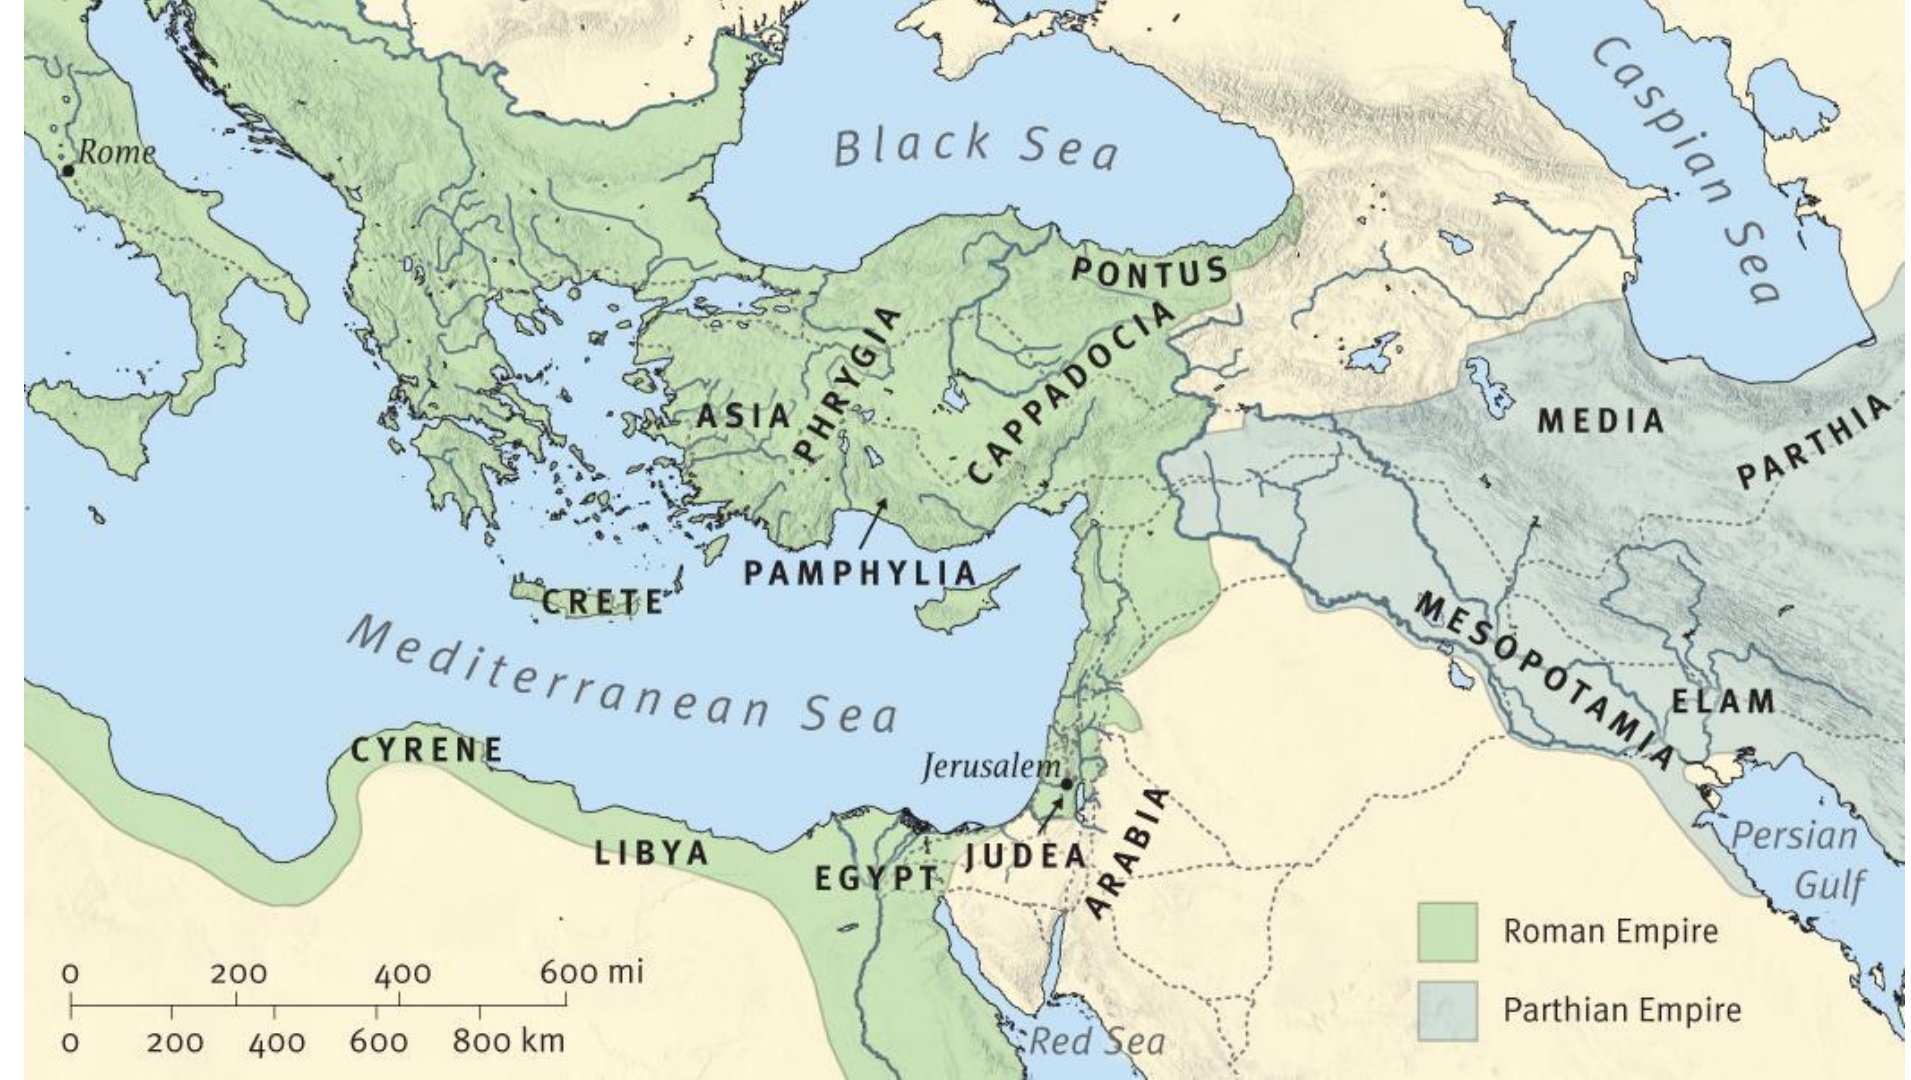 Rome
Black Sea
Caspian Sea
PONTUS
PHRYGIA
CAPPADOCIA
ASIA
MEDIA
PARTHIA
PAMPHYLIA
CRETE
Mediterranean Sea
MESOPOTAMIA
ELAM
CYRENE
Jerusalem
LIBYA
EGYPT
JUDEA
ARABIA
Persian
Gulf
Roman Empire
Parthian Empire
0 200 400 600 mi
0 200 400 600 800 km
Red Sea